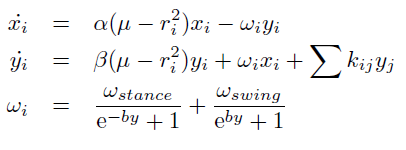 ẋᵢ = α(μ − rᵢ²)xᵢ − ωᵢyᵢ
ẏᵢ = β(μ − rᵢ²)yᵢ + ωᵢxᵢ + ∑ kᵢⱼyⱼ
ωᵢ = ω_stance / (e^{−by} + 1) + ω_swing / (e^{by} + 1)